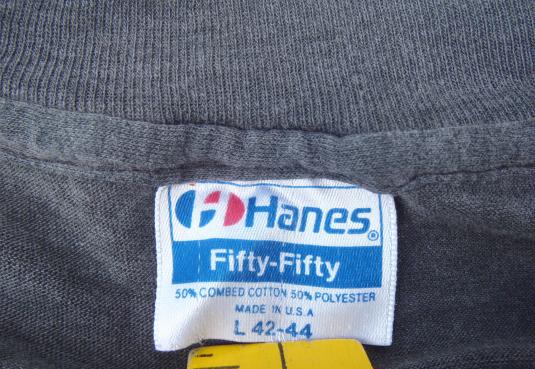 Hanes®
Fifty-Fifty
50% COMBED COTTON 50% POLYESTER
MADE IN U.S.A
L 42-44